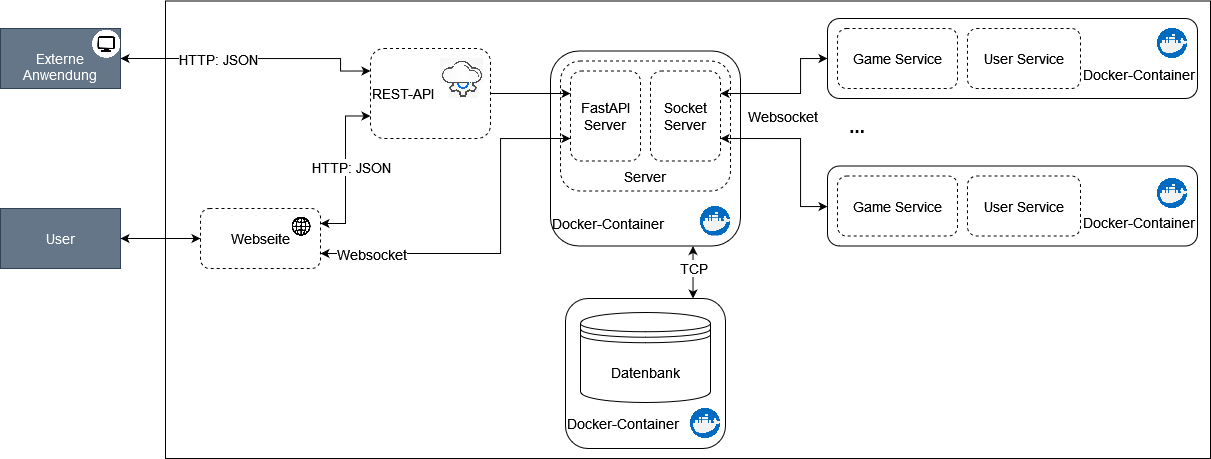 Externe
Anwendung
HTTP: JSON
REST-API
HTTP: JSON
User
Webseite
Websocket
FastAPI
Server
Socket
Server
Server
Docker-Container
TCP
Datenbank
Docker-Container
Websocket
Game Service
User Service
Docker-Container
...
Game Service
User Service
Docker-Container